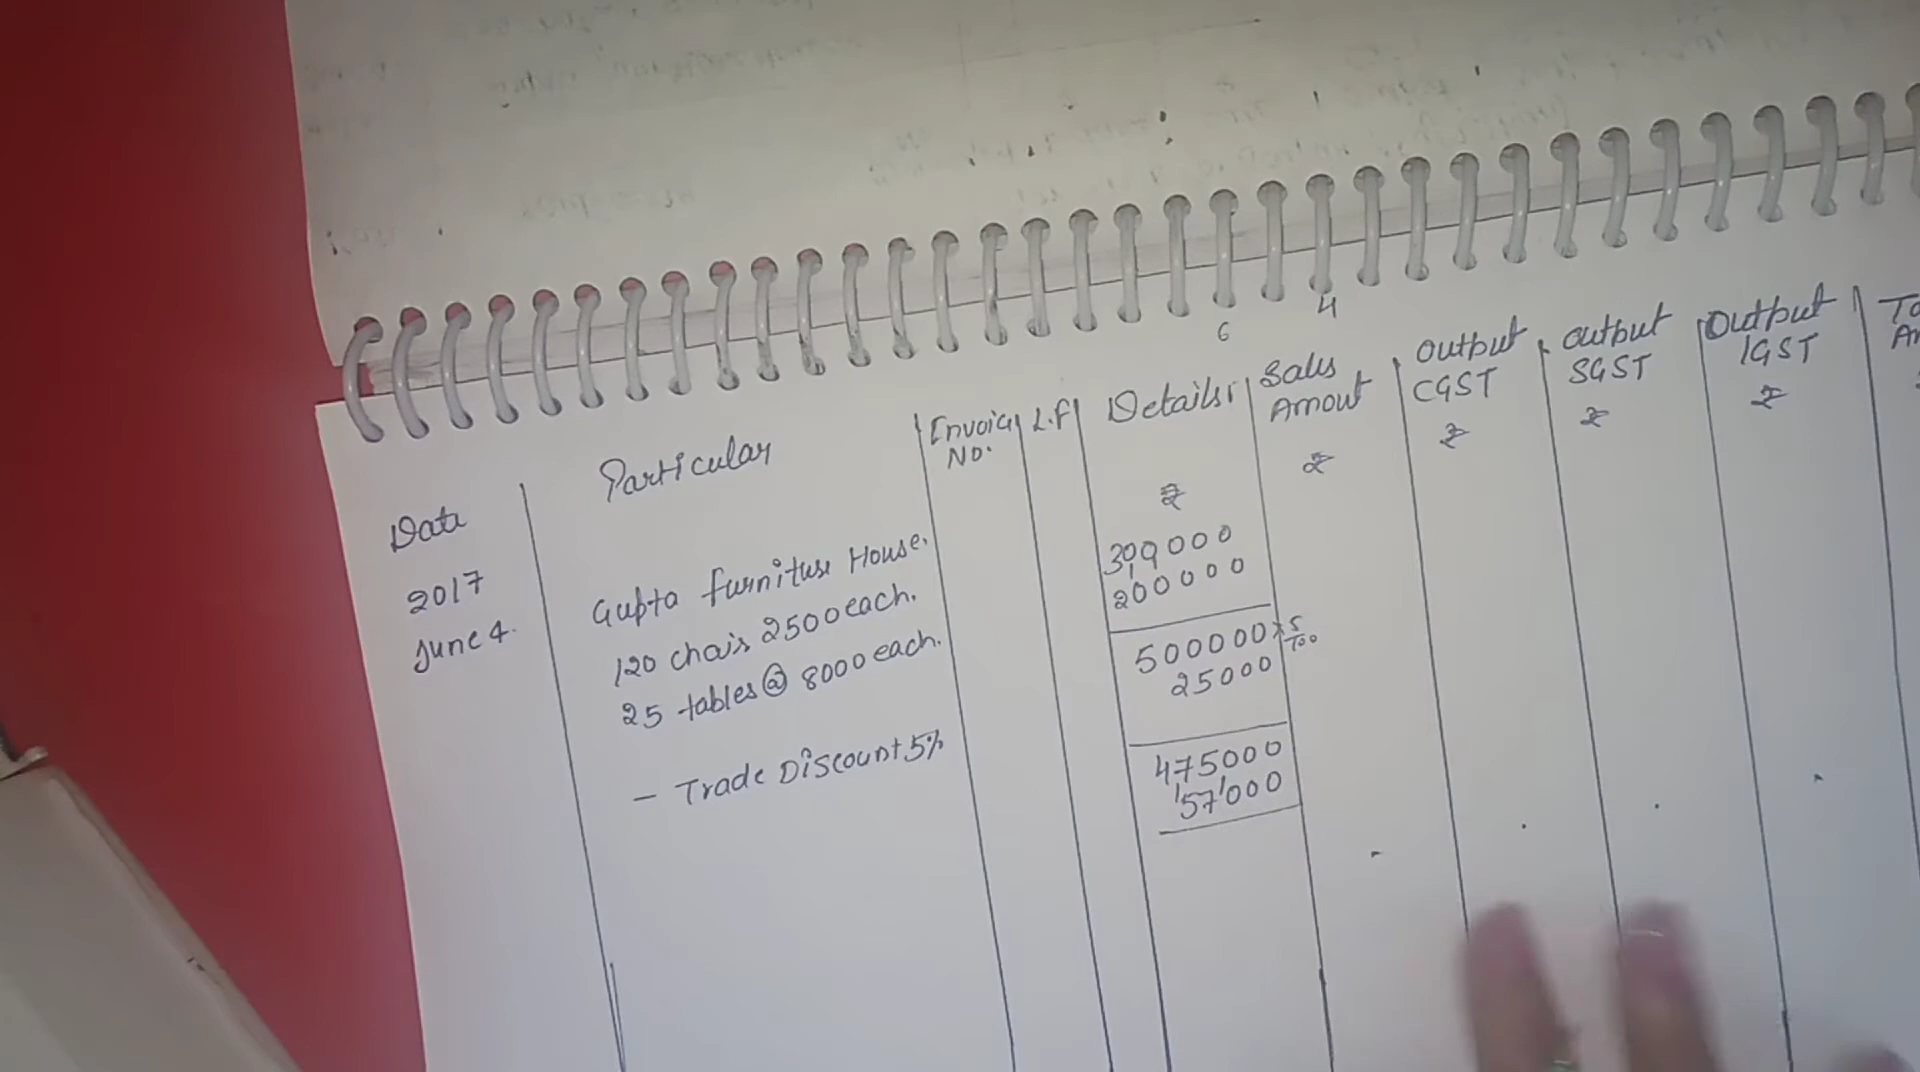 6 4
Date Particular Invoice No. L.F Details ₹ Sales Amout ₹ Output CGST ₹ output SGST ₹ Output IGST ₹
2017
June 4.
Gupta furniture House.
120 chais 2500 each. 300000
25 tables @ 8000 each. 200000
500000 x 5/100
- Trade Discount 5% 25000
475000
57000